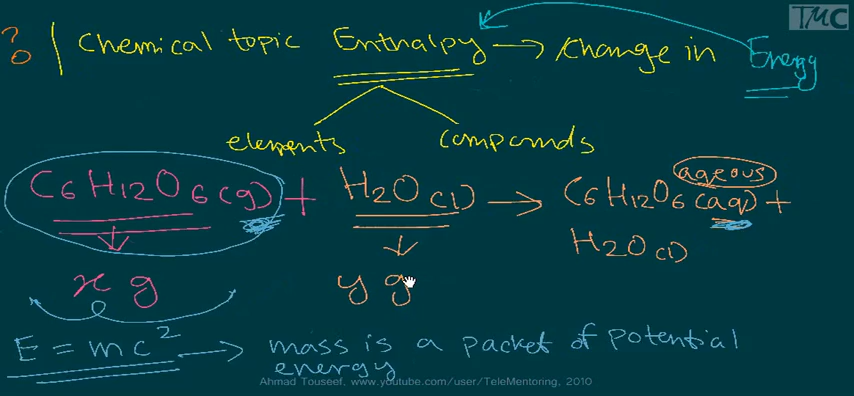 TMC
? | Chemical topic Enthalpy → change in Energy
elements compounds
C6H12O6(g) + H2O(l) → C6H12O6(aq) +
aqeous
H2O(l)
x g y g
E = mc² → mass is a packet of potential
energy
Ahmad Touseef, www.youtube.com/user/TeleMentoring, 2010